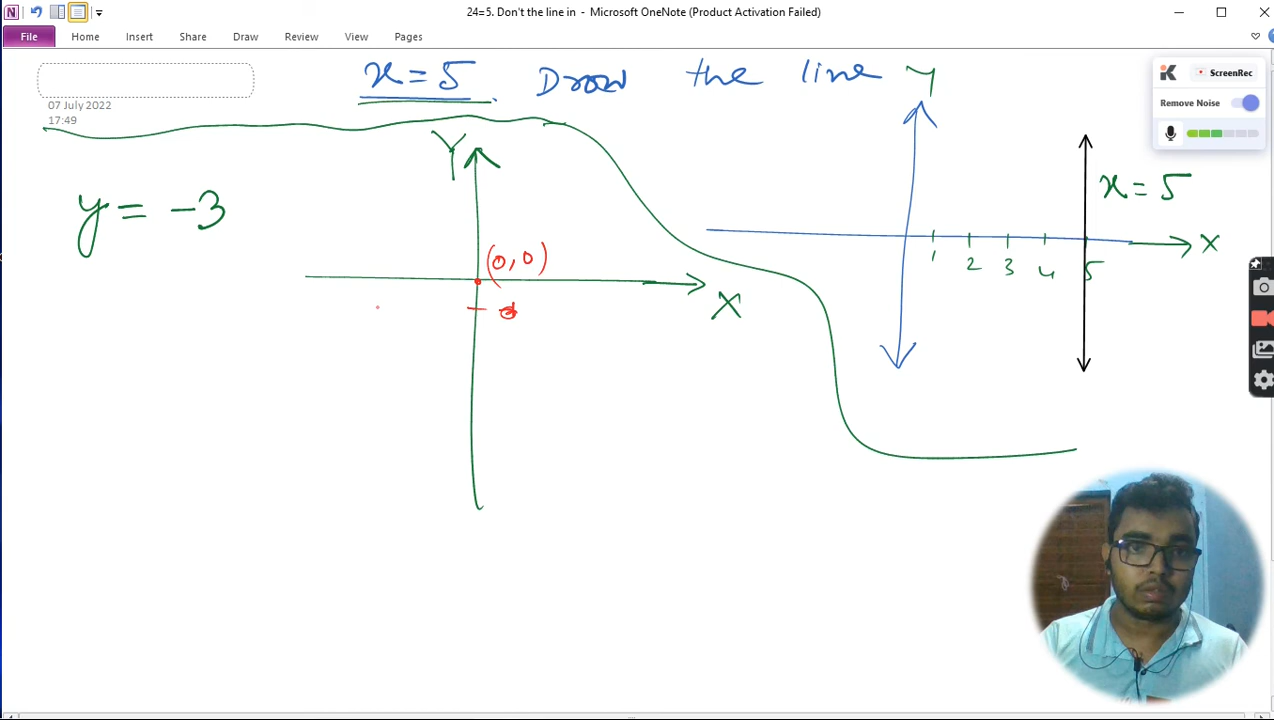 24=5. Don't the line in - Microsoft OneNote (Product Activation Failed)
File Home Insert Share Draw Review View Pages
ScreenRec
Remove Noise
07 July 2022
17:49
x = 5 Draw the line
Y
x = 5
X
1 2 3 4 5
y = -3
Y
(0,0)
X